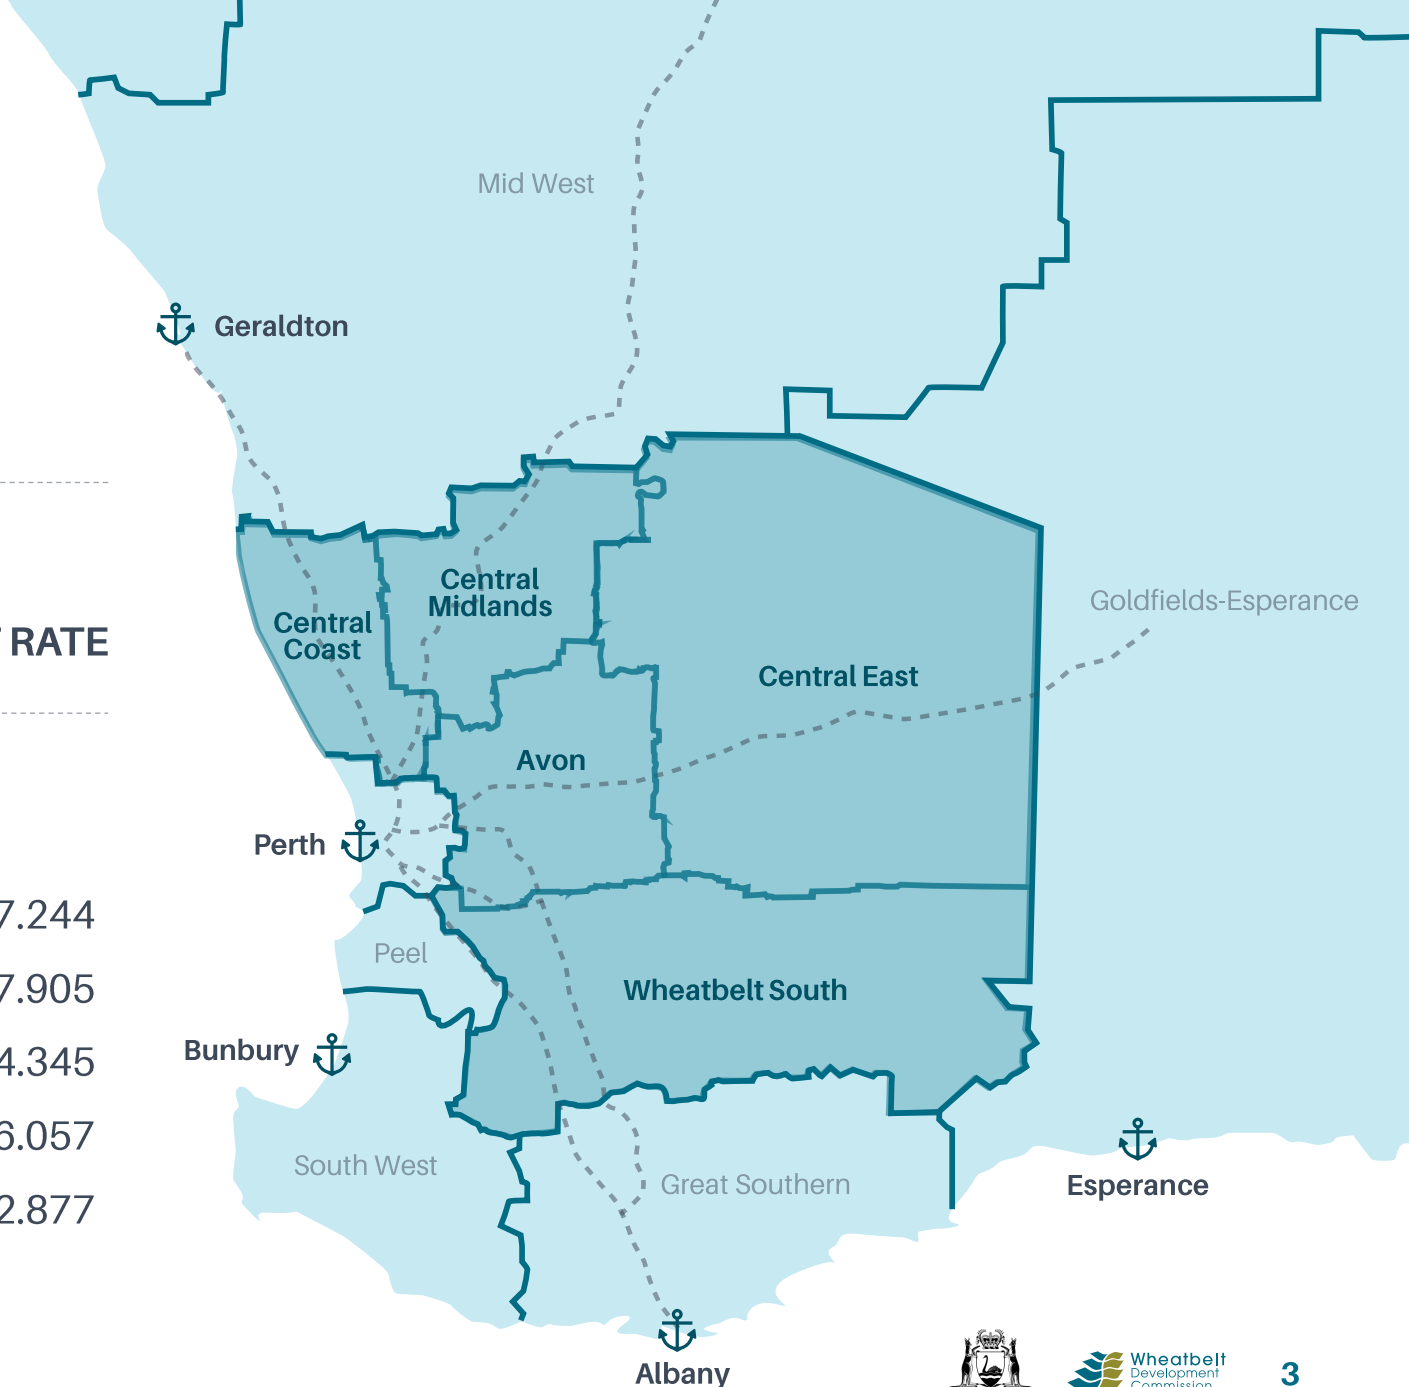 Mid West
Geraldton
Central
Midlands
Central
Coast
Goldfields-Esperance
RATE
Central East
Avon
Perth
7.244
Peel
7.905
Wheatbelt South
Bunbury
4.345
6.057
South West
Great Southern
Esperance
2.877
Albany
Wheatbelt
Development
Commission
3